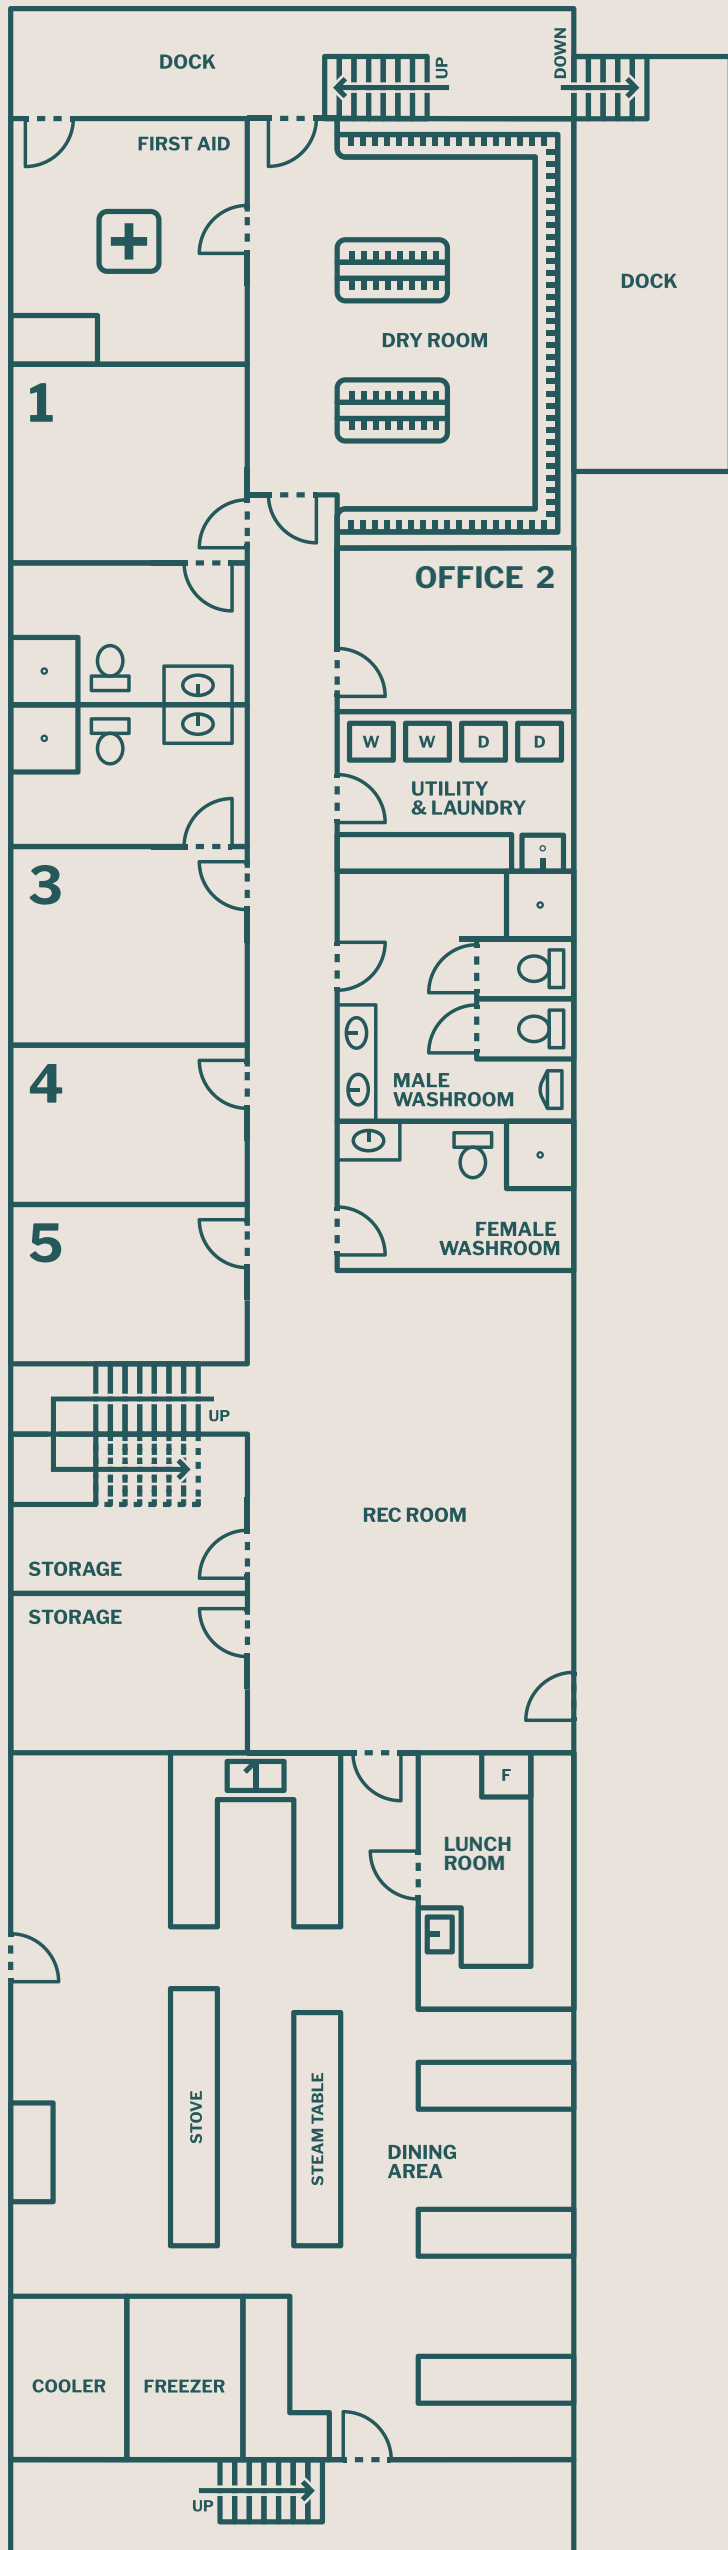 DOCK
UP
DOWN
FIRST AID
DOCK
DRY ROOM
1
OFFICE 2
W
W
D
D
UTILITY
& LAUNDRY
3
4
MALE
WASHROOM
5
FEMALE
WASHROOM
UP
REC ROOM
STORAGE
STORAGE
F
LUNCH
ROOM
STOVE
STEAM TABLE
DINING
AREA
COOLER
FREEZER
UP